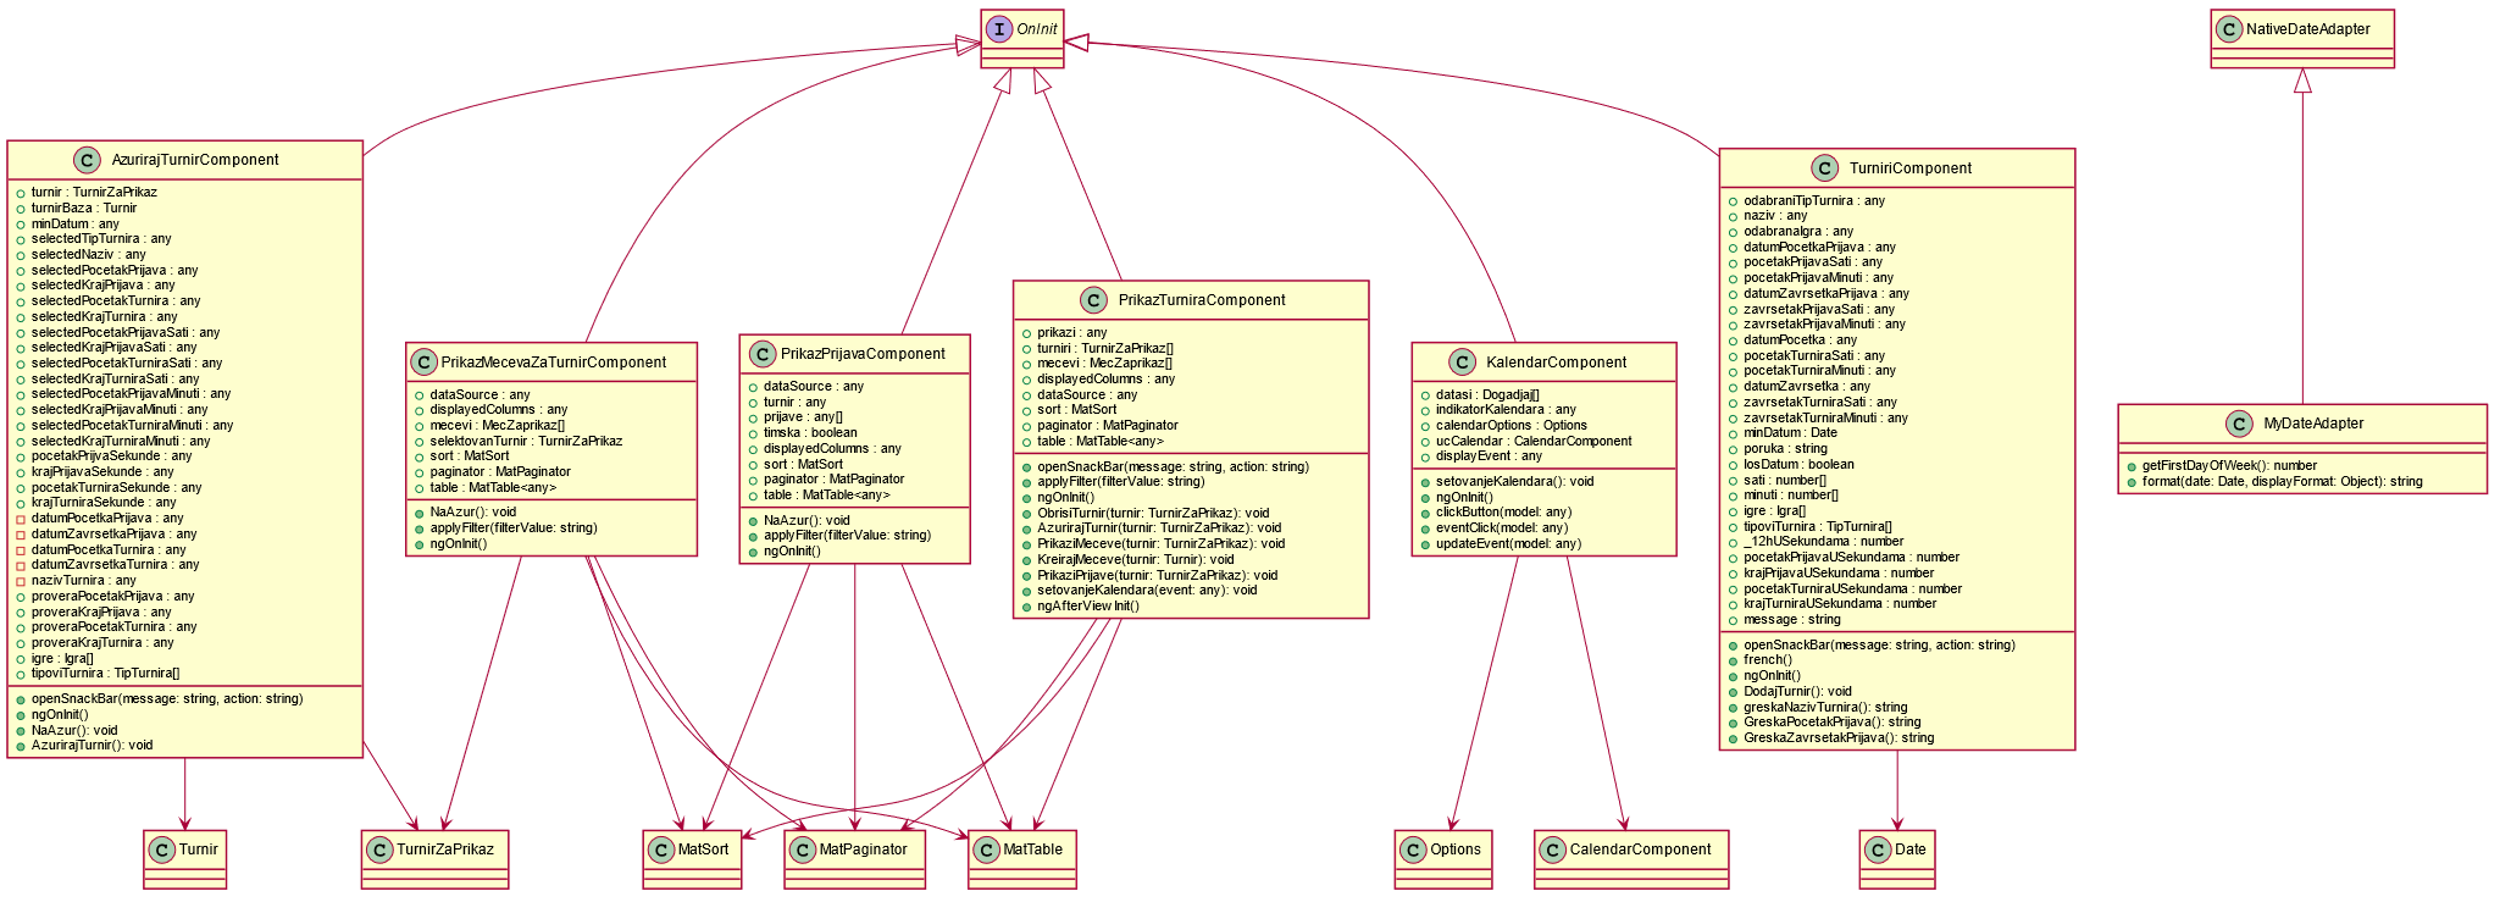 I OnInit
C NativeDateAdapter
C AzurirajTurnirComponent
turnir : TurnirZaPrikaz
turnirBaza : Turnir
minDatum : any
selectedTipTurnira : any
selectedNaziv : any
selectedPocetakPrijava : any
selectedKrajPrijava : any
selectedPocetakTurnira : any
selectedKrajTurnira : any
selectedPocetakPrijavaSati : any
selectedKrajPrijavaSati : any
selectedPocetakTurniraSati : any
selectedKrajTurniraSati : any
selectedPocetakPrijavaMinuti : any
selectedKrajPrijavaMinuti : any
selectedPocetakTurniraMinuti : any
selectedKrajTurniraMinuti : any
pocetakPrijvaSekunde : any
krajPrijavaSekunde : any
pocetakTurniraSekunde : any
krajTurniraSekunde : any
datumPocetkaPrijava : any
datumZavrsetkaPrijava : any
datumPocetkaTurnira : any
datumZavrsetkaTurnira : any
nazivTurnira : any
proveraPocetakPrijava : any
proveraKrajPrijava : any
proveraPocetakTurnira : any
proveraKrajTurnira : any
igre : Igra[]
tipoviTurnira : TipTurnira[]
openSnackBar(message: string, action: string)
ngOnInit()
NaAzur(): void
AzurirajTurnir(): void
C PrikazMecevaZaTurnirComponent
dataSource : any
displayedColumns : any
mecevi : MecZaprikaz[]
selektovanTurnir : TurnirZaPrikaz
sort : MatSort
paginator : MatPaginator
table : MatTable<any>
NaAzur(): void
applyFilter(filterValue: string)
ngOnInit()
C PrikazPrijavaComponent
dataSource : any
turnir : any
prijave : any[]
timska : boolean
displayedColumns : any
sort : MatSort
paginator : MatPaginator
table : MatTable<any>
NaAzur(): void
applyFilter(filterValue: string)
ngOnInit()
C PrikazTurniraComponent
prikazi : any
turniri : TurnirZaPrikaz[]
mecevi : MecZaprikaz[]
displayedColumns : any
dataSource : any
sort : MatSort
paginator : MatPaginator
table : MatTable<any>
openSnackBar(message: string, action: string)
applyFilter(filterValue: string)
ngOnInit()
ObrisiTurnir(turnir: TurnirZaPrikaz): void
AzurirajTurnir(turnir: TurnirZaPrikaz): void
PrikaziMeceve(turnir: TurnirZaPrikaz): void
KreirajMeceve(turnir: Turnir): void
PrikaziPrijave(turnir: TurnirZaPrikaz): void
setovanjeKalendara(event: any): void
ngAfterViewInit()
C KalendarComponent
datasi : Dogadjaj[]
indikatorKalendara : any
calendarOptions : Options
ucCalendar : CalendarComponent
displayEvent : any
setovanjeKalendara(): void
ngOnInit()
clickButton(model: any)
eventClick(model: any)
updateEvent(model: any)
C TurniriComponent
odabraniTipTurnira : any
naziv : any
odabranaIgra : any
datumPocetkaPrijava : any
pocetakPrijavaSati : any
pocetakPrijavaMinuti : any
datumZavrsetkaPrijava : any
zavrsetakPrijavaSati : any
zavrsetakPrijavaMinuti : any
datumPocetka : any
pocetakTurniraSati : any
pocetakTurniraMinuti : any
datumZavrsetka : any
zavrsetakTurniraSati : any
zavrsetakTurniraMinuti : any
minDatum : Date
poruka : string
losDatum : boolean
sati : number[]
minuti : number[]
igre : Igra[]
tipoviTurnira : TipTurnira[]
_12hUSekundama : number
pocetakPrijavaUSekundama : number
krajPrijavaUSekundama : number
pocetakTurniraUSekundama : number
krajTurniraUSekundama : number
message : string
openSnackBar(message: string, action: string)
french()
ngOnInit()
DodajTurnir(): void
greskaNazivTurnira(): string
GreskaPocetakPrijava(): string
GreskaZavrsetakPrijava(): string
C MyDateAdapter
getFirstDayOfWeek(): number
format(date: Date, displayFormat: Object): string
C Turnir
C TurnirZaPrikaz
C MatSort
C MatPaginator
C MatTable
C Options
C CalendarComponent
C Date